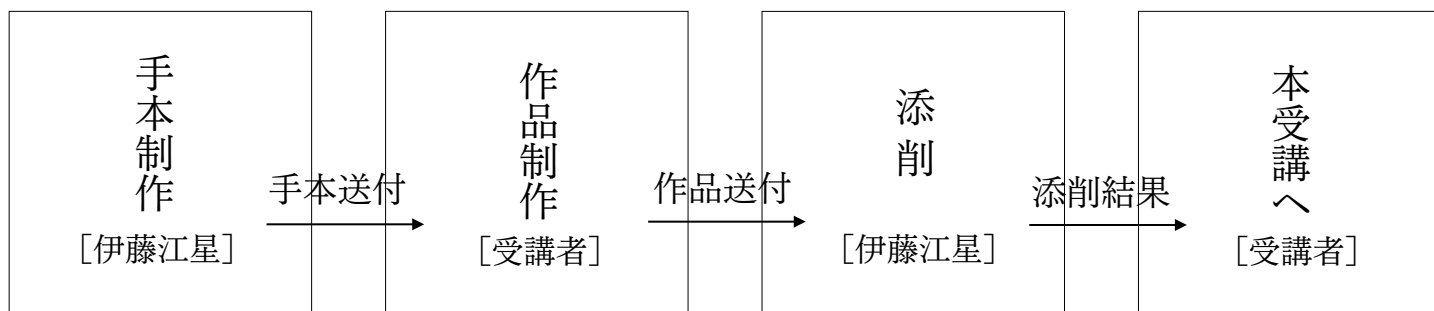 手本制作
[伊藤江星]
手本送付
作品制作
[受講者]
作品送付
添削
[伊藤江星]
添削結果
本受講へ
[受講者]